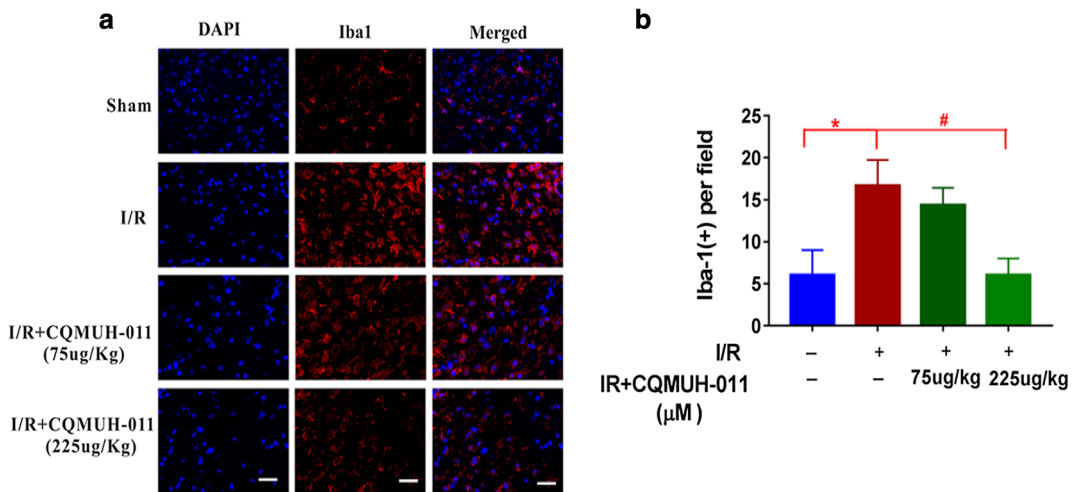 a
DAPI Iba1 Merged
Sham
I/R
I/R+CQMUH-011
(75ug/Kg)
I/R+CQMUH-011
(225ug/Kg)
b
Iba-1(+) per field
25
20
15
10
5
0
* #
I/R – + + +
IR+CQMUH-011 – – 75ug/kg 225ug/kg
(μM)